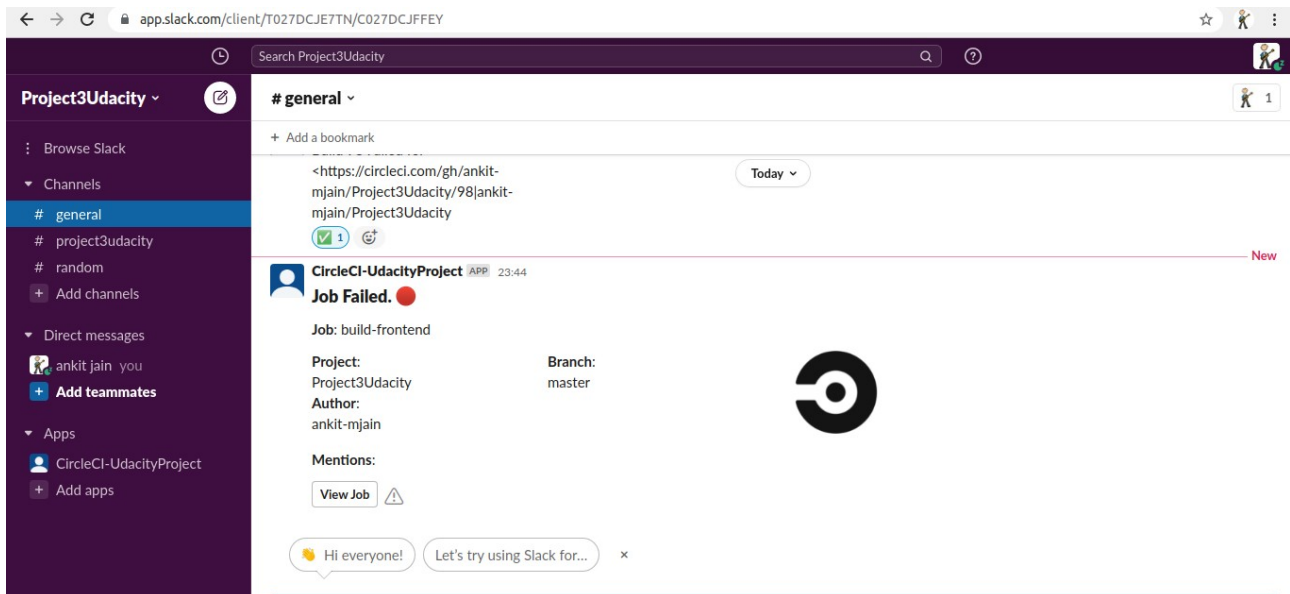 app.slack.com/client/T027DCJE7TN/C027DCJFFEY
Search Project3Udacity
Project3Udacity
# general
1
+ Add a bookmark
Browse Slack
Channels
# general
# project3udacity
# random
+ Add channels
Direct messages
ankit jain you
+ Add teammates
Apps
CircleCI-UdacityProject
+ Add apps
<https://circleci.com/gh/ankit-
mjain/Project3Udacity/98|ankit-
mjain/Project3Udacity
1
Today
New
CircleCI-UdacityProject APP 23:44
Job Failed.
Job: build-frontend
Project: Branch:
Project3Udacity master
Author:
ankit-mjain
Mentions:
View Job
Hi everyone! Let's try using Slack for... ×